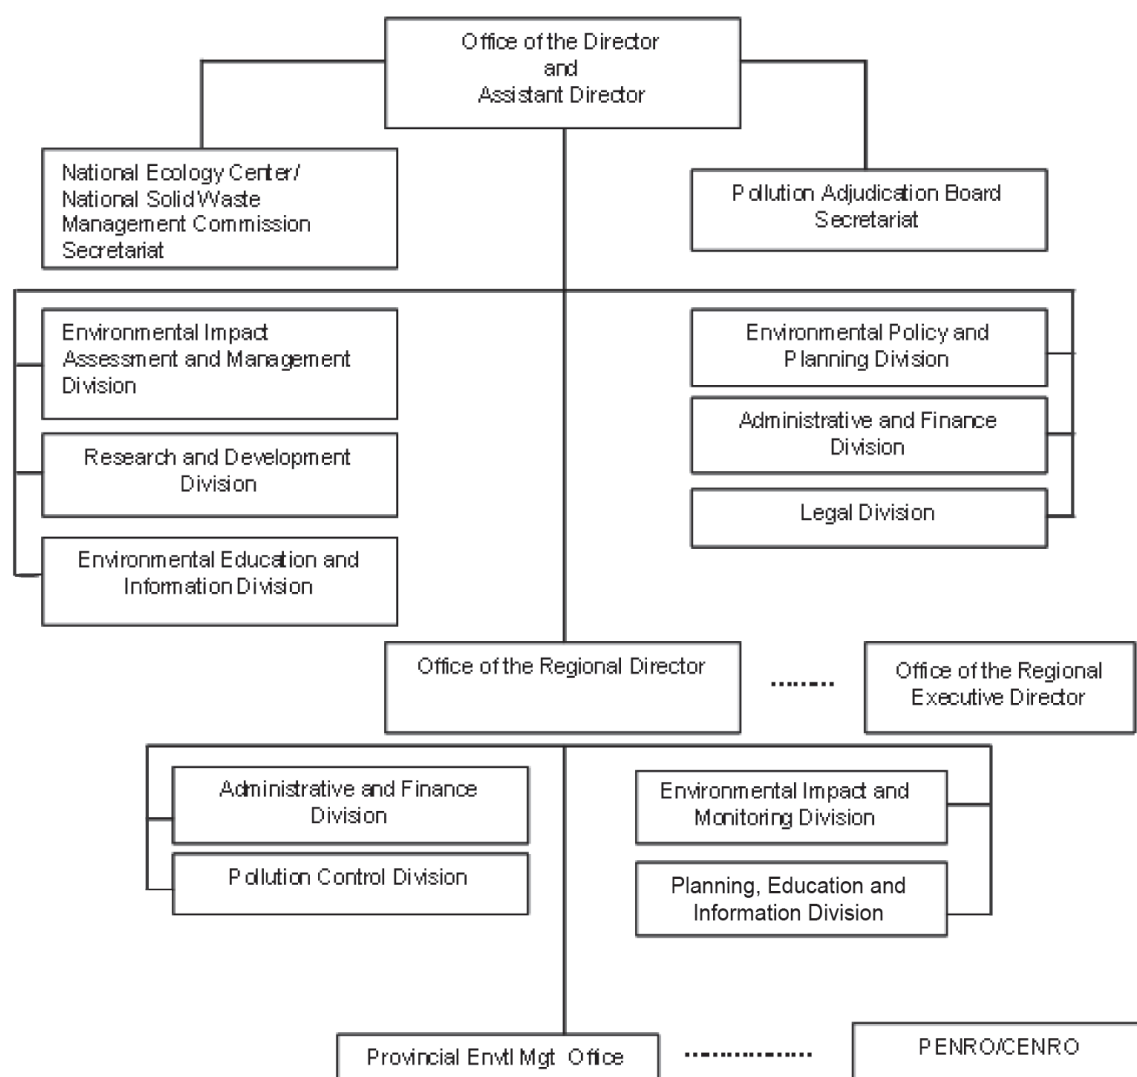 Office of the Director
and
Assistant Director
National Ecology Center/
National Solid Waste
Management Commission
Secretariat
Pollution Adjudication Board
Secretariat
Environmental Impact
Assessment and Management
Division
Environmental Policy and
Planning Division
Research and Development
Division
Administrative and Finance
Division
Environmental Education and
Information Division
Legal Division
Office of the Regional Director
Office of the Regional
Executive Director
Administrative and Finance
Division
Environmental Impact and
Monitoring Division
Pollution Control Division
Planning, Education and
Information Division
Provincial Envtl Mgt Office
PENRO/CENRO